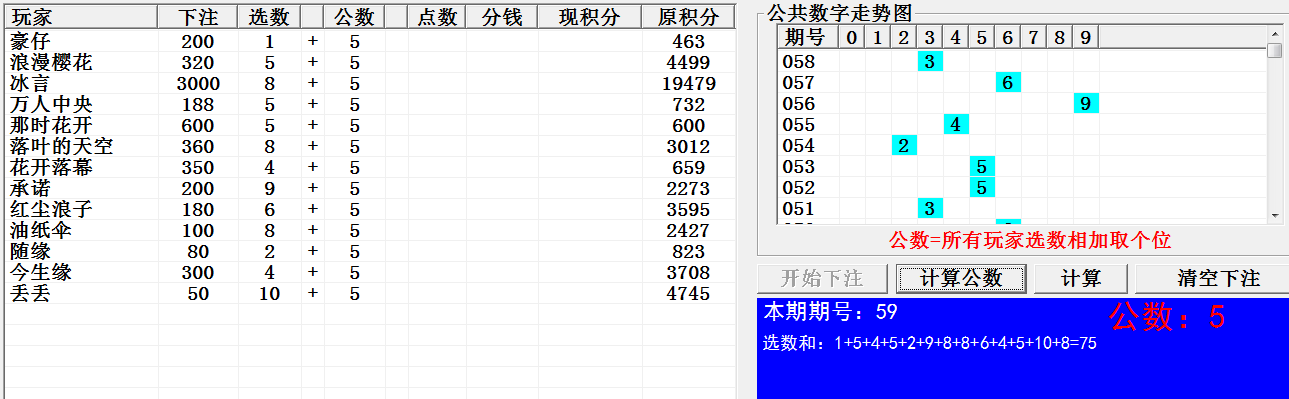 玩家 下注 选数 公数 点数 分钱 现积分 原积分
豪仔 200 1 + 5 463
浪漫樱花 320 5 + 5 4499
冰言 3000 8 + 5 19479
万人中央 188 5 + 5 732
那时花开 600 5 + 5 600
落叶的天空 360 8 + 5 3012
花开落幕 350 4 + 5 659
承诺 200 9 + 5 2273
红尘浪子 180 6 + 5 3595
油纸伞 100 8 + 5 2427
随缘 80 2 + 5 823
今生缘 300 4 + 5 3708
丢丢 50 10 + 5 4745
公共数字走势图
期号 0 1 2 3 4 5 6 7 8 9
058 3
057 6
056 9
055 4
054 2
053 5
052 5
051 3
公数=所有玩家选数相加取个位
开始下注 计算公数 计算 清空下注
本期期号：59
公数：5
选数和：1+5+4+5+2+9+8+8+6+4+5+10+8=75